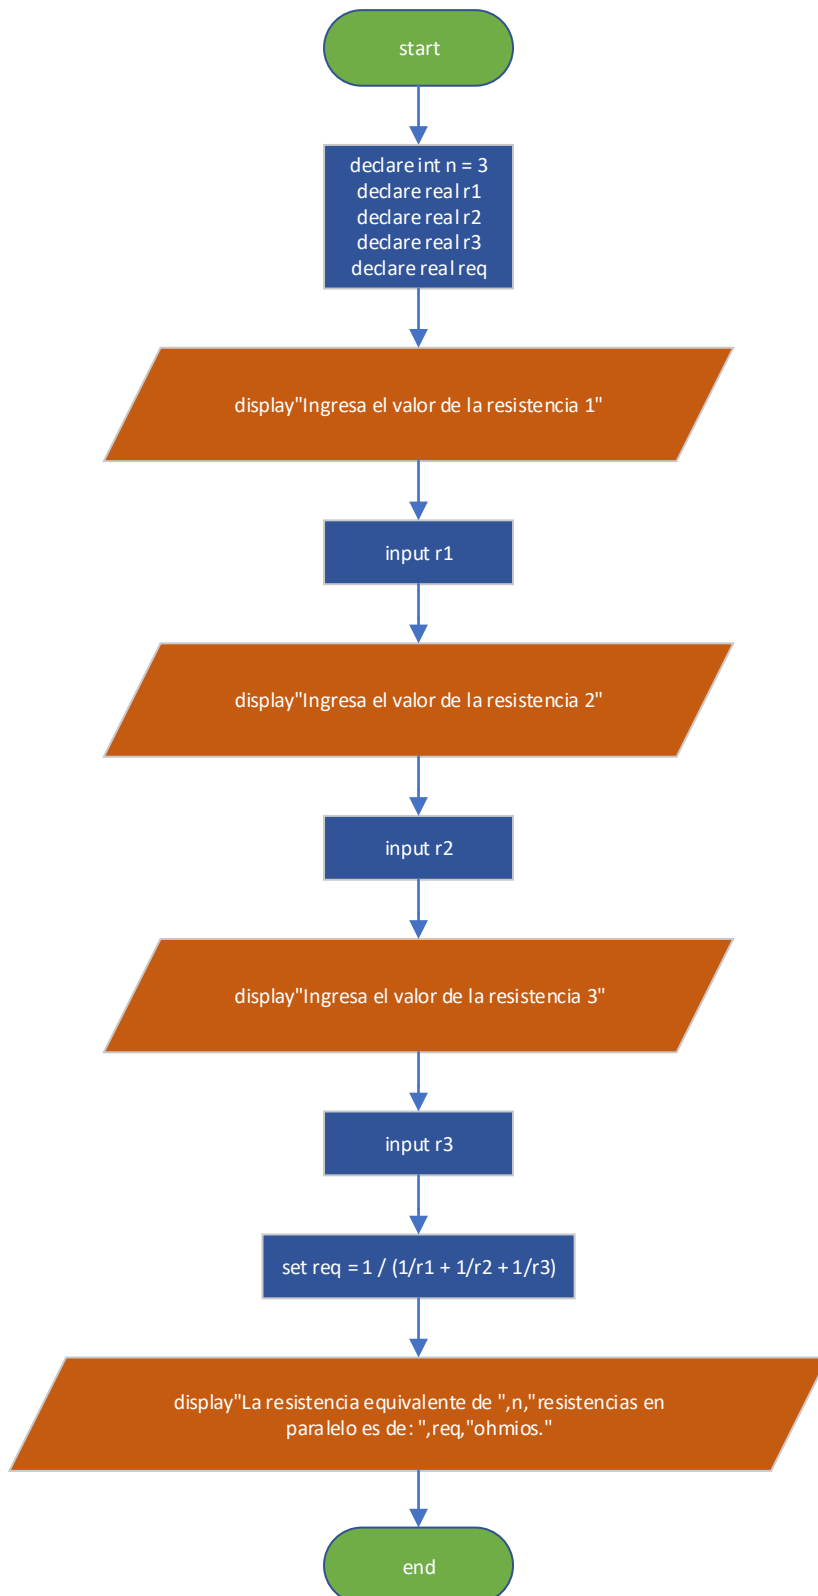 start
declare int n = 3
declare real r1
declare real r2
declare real r3
declare real req
display"Ingresa el valor de la resistencia 1"
input r1
display"Ingresa el valor de la resistencia 2"
input r2
display"Ingresa el valor de la resistencia 3"
input r3
set req = 1 / (1/r1 + 1/r2 + 1/r3)
display"La resistencia equivalente de ",n,"resistencias en
paralelo es de: ",req,"ohmios."
end